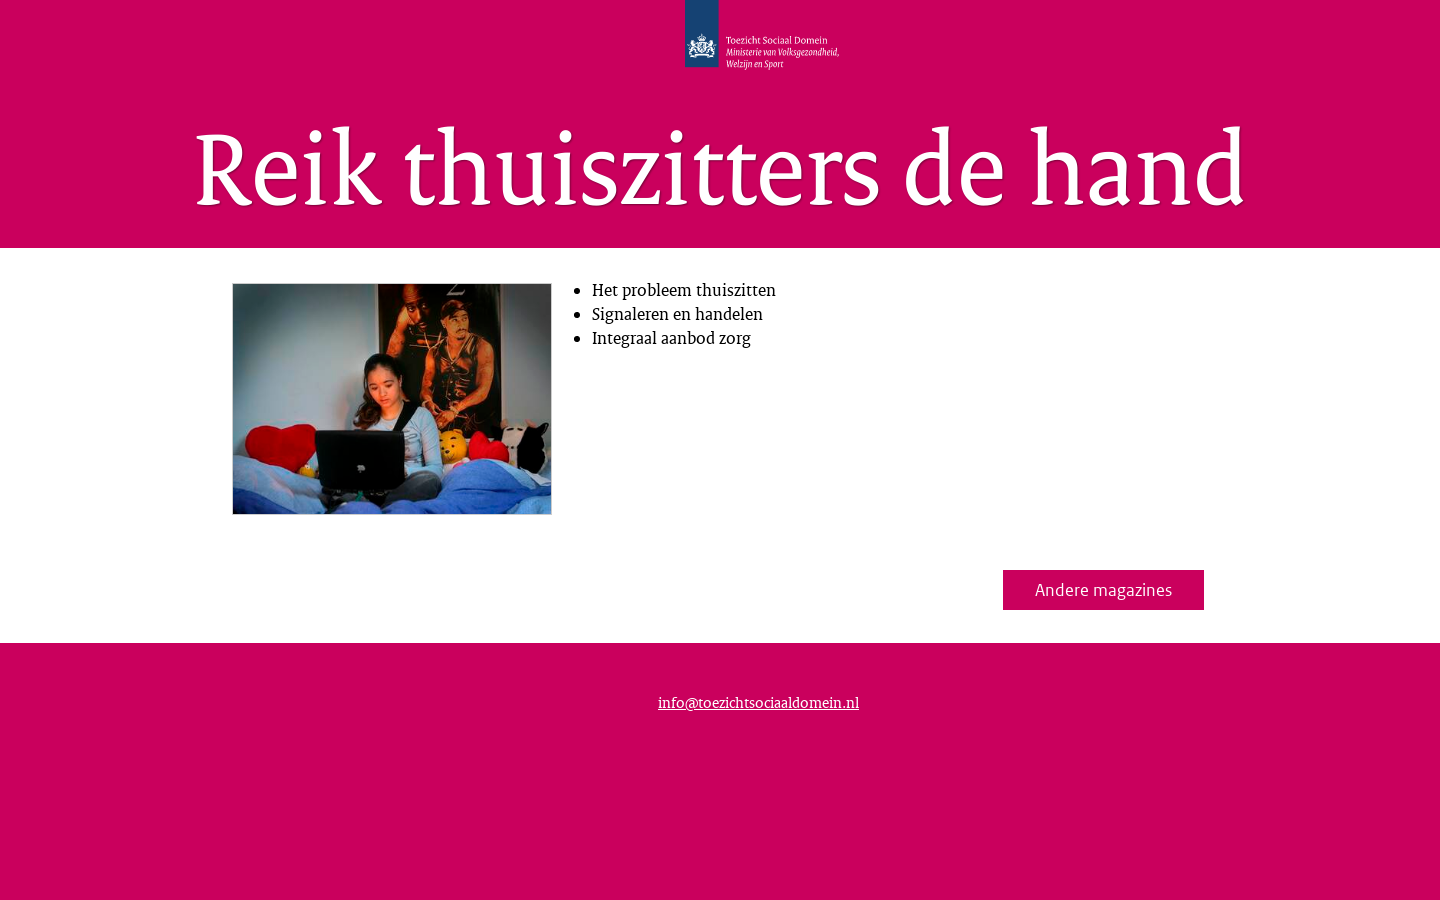 Toezicht Sociaal Domein
Ministerie van Volksgezondheid,
Welzijn en Sport
Reik thuiszitters de hand
Het probleem thuiszitten
Signaleren en handelen
Integraal aanbod zorg
Andere magazines
info@toezichtsociaaldomein.nl